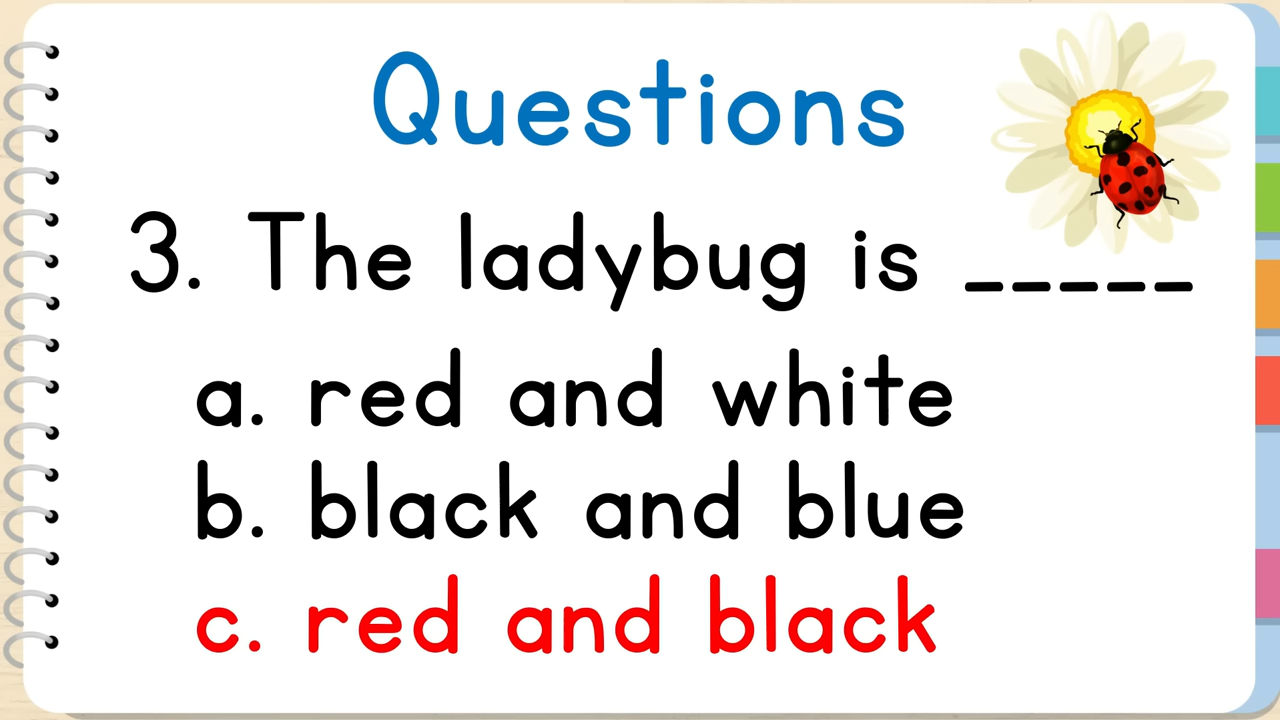 Questions
3. The ladybug is _____
a. red and white
b. black and blue
c. red and black